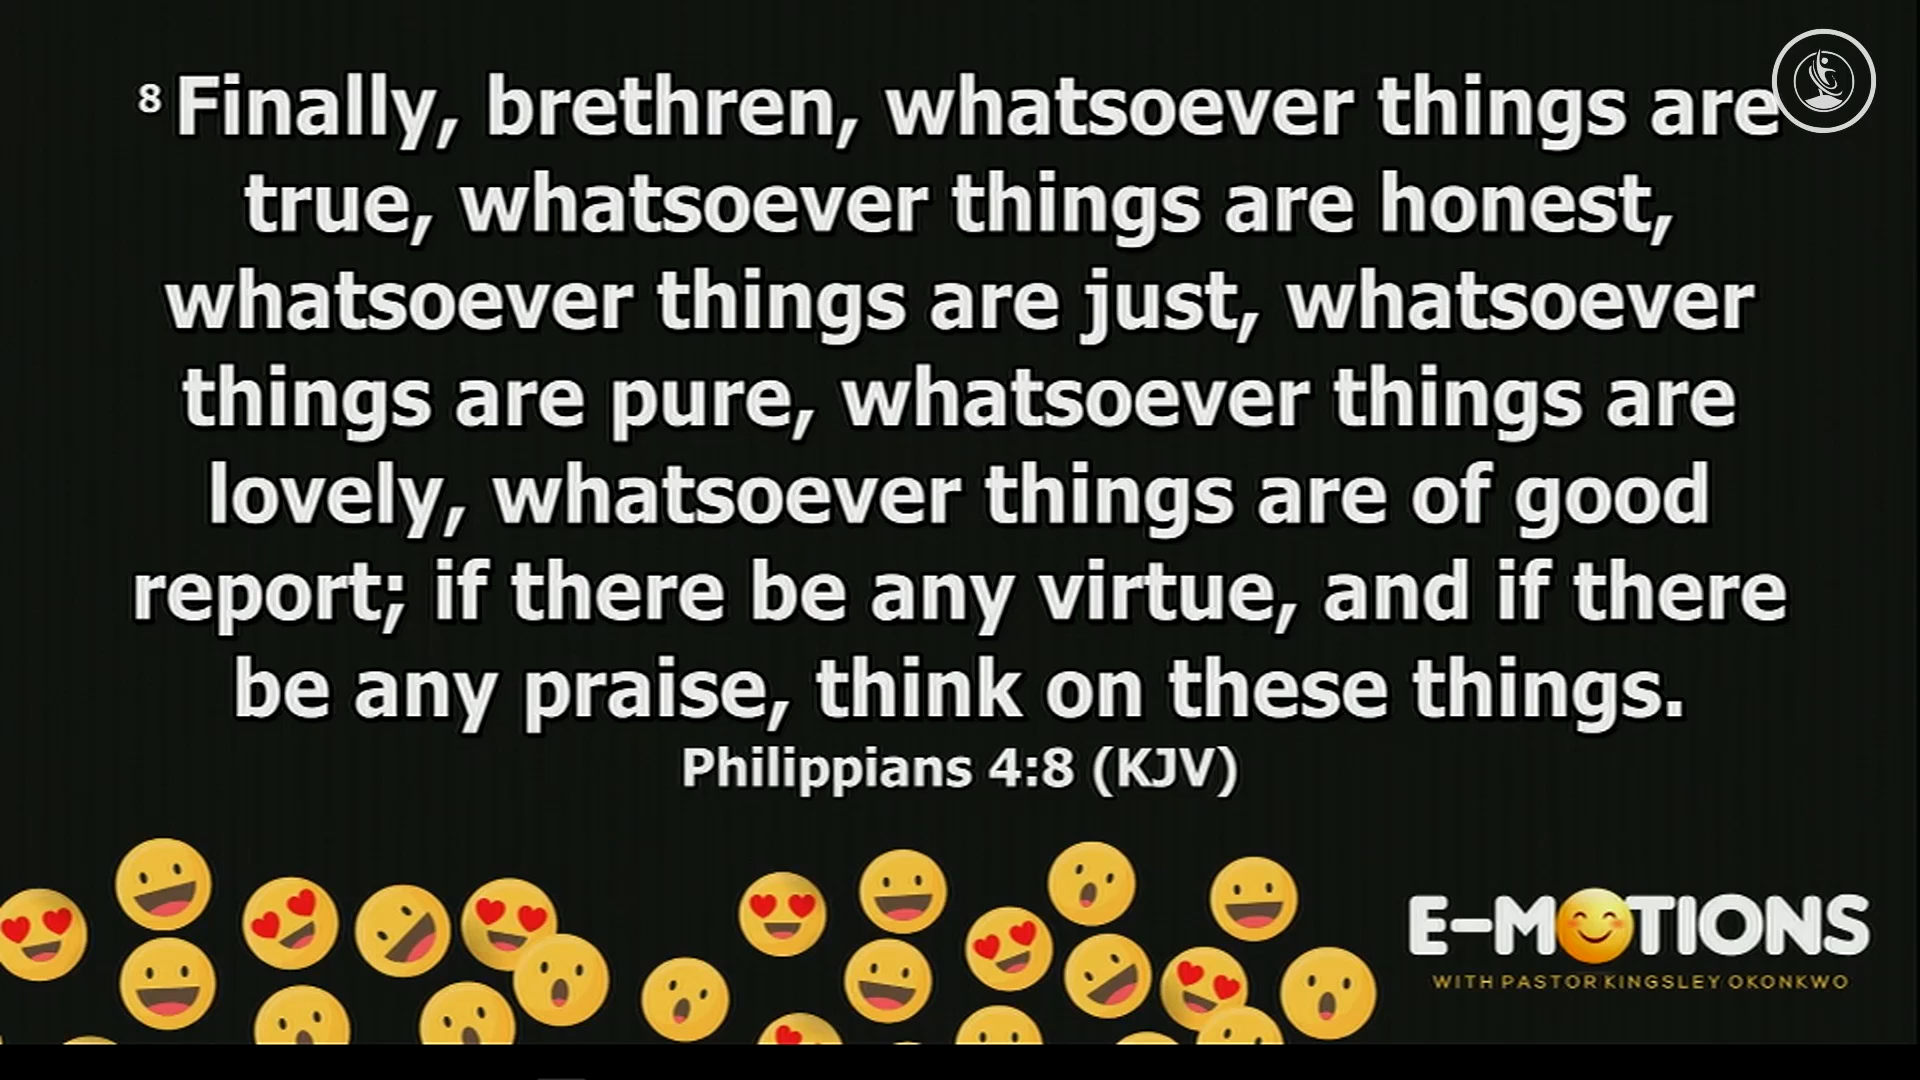 8 Finally, brethren, whatsoever things are
true, whatsoever things are honest,
whatsoever things are just, whatsoever
things are pure, whatsoever things are
lovely, whatsoever things are of good
report; if there be any virtue, and if there
be any praise, think on these things.
Philippians 4:8 (KJV)
E-MOTIONS
WITH PASTOR KINGSLEY OKONKWO